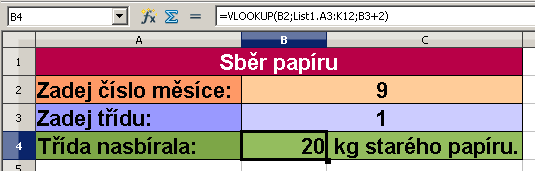 B4 =VLOOKUP(B2;List1.A3:K12;B3+2)
A B C
1 Sběr papíru
2 Zadej číslo měsíce: 9
3 Zadej třídu: 1
4 Třída nasbírala: 20 kg starého papíru.
5